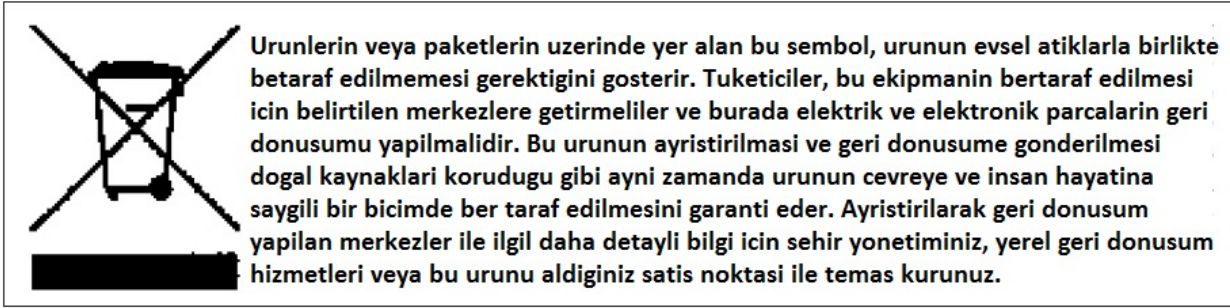 Urunlerin veya paketlerin uzerinde yer alan bu sembol, urunun evsel atiklarla birlikte
betaraf edilmemesi gerektigini gosterir. Tuketiciler, bu ekipmanin bertaraf edilmesi
icin belirtilen merkezlere getirmeliler ve burada elektrik ve elektronik parcalarin geri
donusumu yapilmalidir. Bu urunun ayristirilmasi ve geri donusume gonderilmesi
dogal kaynaklari korudugu gibi ayni zamanda urunun cevreye ve insan hayatina
saygili bir bicimde ber taraf edilmesini garanti eder. Ayristirilarak geri donusum
yapilan merkezler ile ilgil daha detayli bilgi icin sehir yonetiminiz, yerel geri donusum
hizmetleri veya bu urunu aldiginiz satis noktasi ile temas kurunuz.